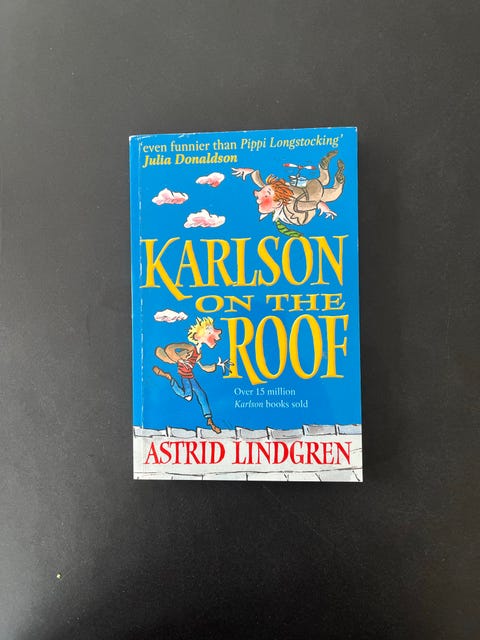 'even funnier than Pippi Longstocking'
Julia Donaldson
KARLSON
ON THE
ROOF
Over 15 million
Karlson books sold
ASTRID LINDGREN